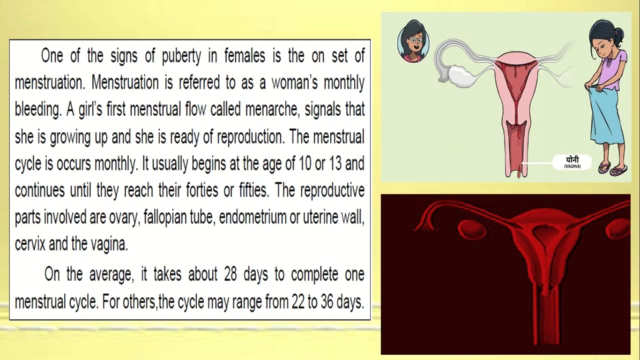 One of the signs of puberty in females is the on set of
menstruation. Menstruation is referred to as a woman's monthly
bleeding. A girl's first menstrual flow called menarche, signals that
she is growing up and she is ready of reproduction. The menstrual
cycle is occurs monthly. It usually begins at the age of 10 or 13 and
continues until they reach their forties or fifties. The reproductive
parts involved are ovary, fallopian tube, endometrium or uterine wall,
cervix and the vagina.
On the average, it takes about 28 days to complete one
menstrual cycle. For others,the cycle may range from 22 to 36 days.
योनी
(VAGINA)